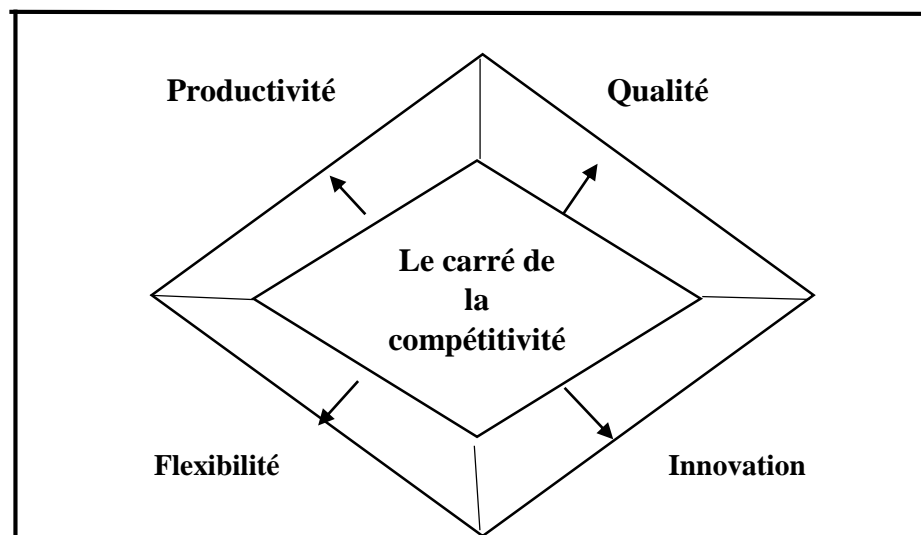 Productivité
Qualité
Le carré de
la
compétitivité
Flexibilité
Innovation